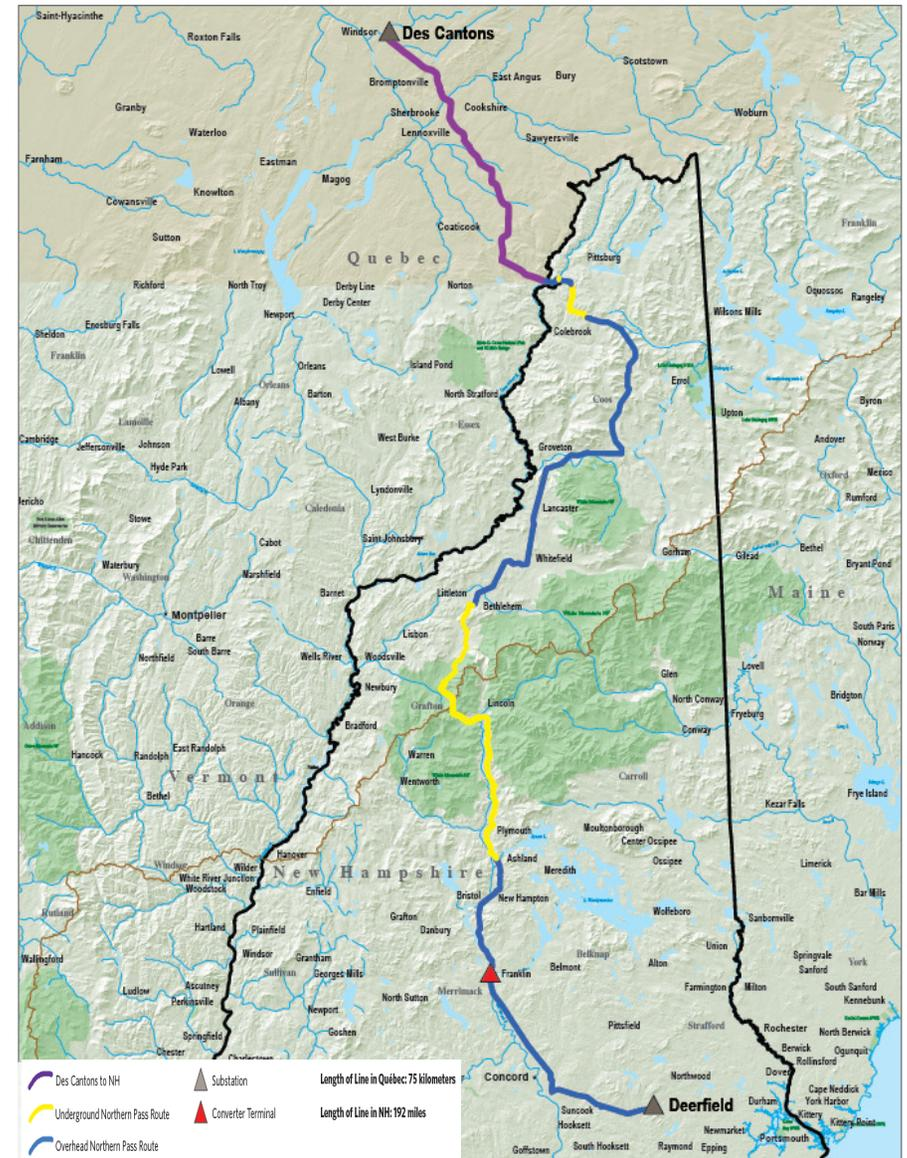 Saint-Hyacinthe
Windsor
Des Cantons
Roxton Falls
Scotstown
East Angus
Bury
Bromptonville
Granby
Cookshire
Sherbrooke
Woburn
Waterloo
Lennoxville
Sawyersville
Farnham
Eastman
Magog
Knowlton
Cowansville
Franklin
Coaticook
Sutton
Quebec
Pittsburg
Richford
North Troy
Derby Line
Norton
Oquossoc
Rangeley
Derby Center
Newport
Wilsons Mills
Enosburg Falls
Sheldon
Colebrook
Franklin
Island Pond
Lowell
Orleans
Errol
Orleans
Barton
North Stratford
Coos
Albany
Byron
Upton
Lamoille
Essex
Cambridge
Jeffersonville
Johnson
West Burke
Andover
Groveton
Hyde Park
Oxford
Mexico
Lyndonville
Rumford
Jericho
Lancaster
Caledonia
Stowe
Chittenden
Saint Johnsbury
Cabot
Bethel
Gorham
Gilead
Whitefield
Waterbury
Bryant Pond
Washington
Marshfield
Barnet
Littleton
Maine
Bethlehem
White Mountain NF
Montpelier
South Paris
Barre
Lisbon
Norway
South Barre
Northfield
Wells River
Woodsville
Lovell
Glen
Newbury
Bridgton
North Conway
Orange
Grafton
Lincoln
Fryeburg
Addison
Bradford
Conway
East Randolph
Hancock
Randolph
Warren
Vermont
Carroll
Wentworth
Bethel
Frye Island
Kezar Falls
Plymouth
Moultonborough
Center Ossipee
Hanover
Ashland
Ossipee
Limerick
Windsor
Wilder
New Hampshire
Meredith
White River Junction
Woodstock
Enfield
Bristol
New Hampton
Bar Mills
Rutland
Grafton
Wolfeboro
Sanbornville
Hartland
Plainfield
Danbury
Union
Windsor
Grantham
Belknap
Springvale
Wallingford
Sullivan
Georges Mills
Franklin
Belmont
Alton
Sanford
York
Ludlow
Ascutney
Merrimack
Farmington
Milton
South Sanford
Perkinsville
North Sutton
Kennebunk
Newport
Springfield
Goshen
Pittsfield
Strafford
Rochester
North Berwick
Chester
Charlestown
Berwick
Ogunquit
Rollinsford
Concord
Northwood
Dover
Cape Neddick
Deerfield
Durham
York Harbor
Suncook
Kittery
Hooksett
Newmarket
Kittery Point
Portsmouth
Goffstown
South Hooksett
Raymond
Epping
Des Cantons to NH
Substation
Length of Line in Québec: 75 kilometers
Underground Northern Pass Route
Converter Terminal
Length of Line in NH: 192 miles
Overhead Northern Pass Route